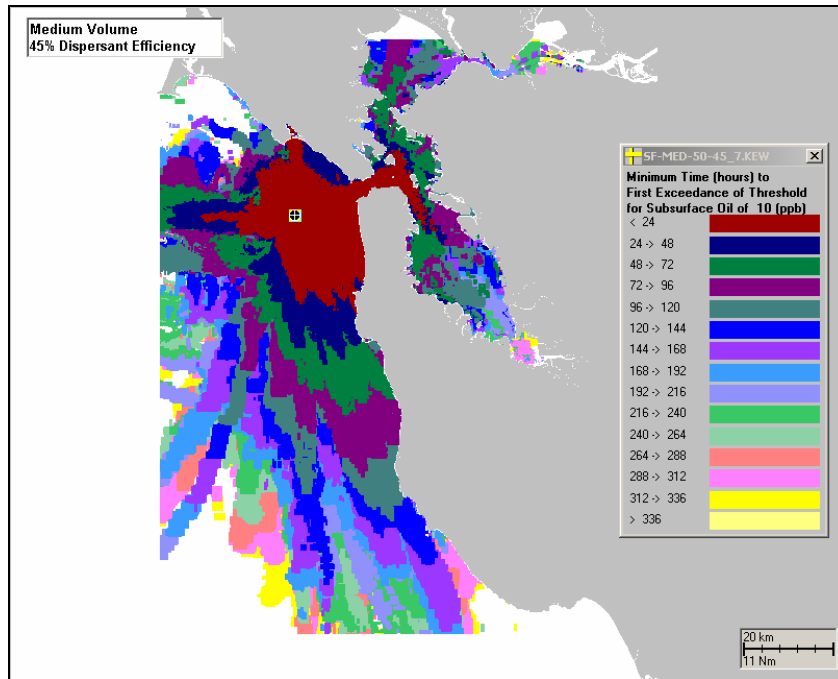 Medium Volume
45% Dispersant Efficiency
SF-MED-50-45_7.KEW
Minimum Time (hours) to
First Exceedance of Threshold
for Subsurface Oil of 10 (ppb)
< 24
24 -> 48
48 -> 72
72 -> 96
96 -> 120
120 -> 144
144 -> 168
168 -> 192
192 -> 216
216 -> 240
240 -> 264
264 -> 288
288 -> 312
312 -> 336
> 336
20 km
11 Nm